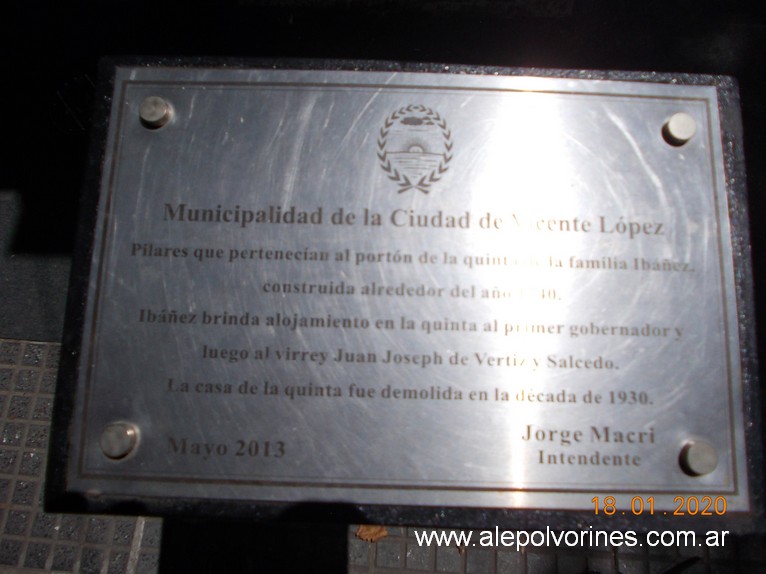 Municipalidad de la Ciudad de Vicente López
Pilares que pertenecían al portón de la quinta de la familia Ibáñez,
construida alrededor del año
Ibáñez brinda alojamiento en la quinta al primer gobernador y
luego al virrey Juan Joseph de Vertiz y Salcedo.
La casa de la quinta fue demolida en la década de 1930.
Mayo 2013
Jorge Macri
Intendente
18.01.2020
www.alepolvorines.com.ar